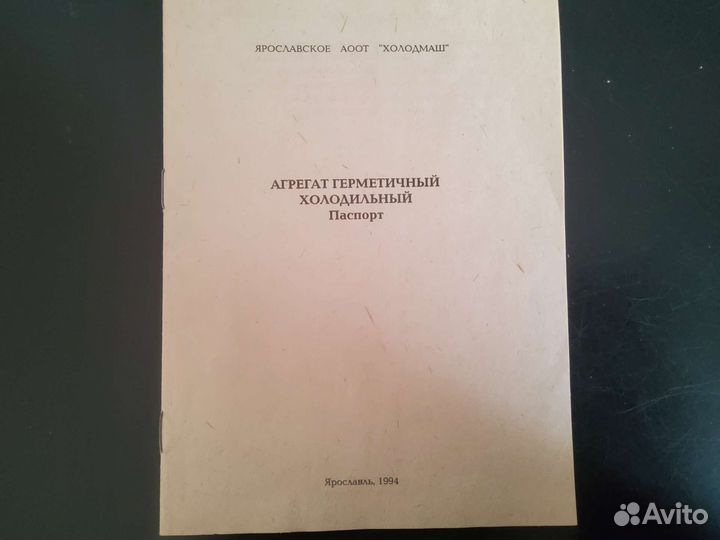 ЯРОСЛАВСКОЕ АООТ "ХОЛОДМАШ"
АГРЕГАТ ГЕРМЕТИЧНЫЙ
ХОЛОДИЛЬНЫЙ
Паспорт
Ярославль, 1994
Avito